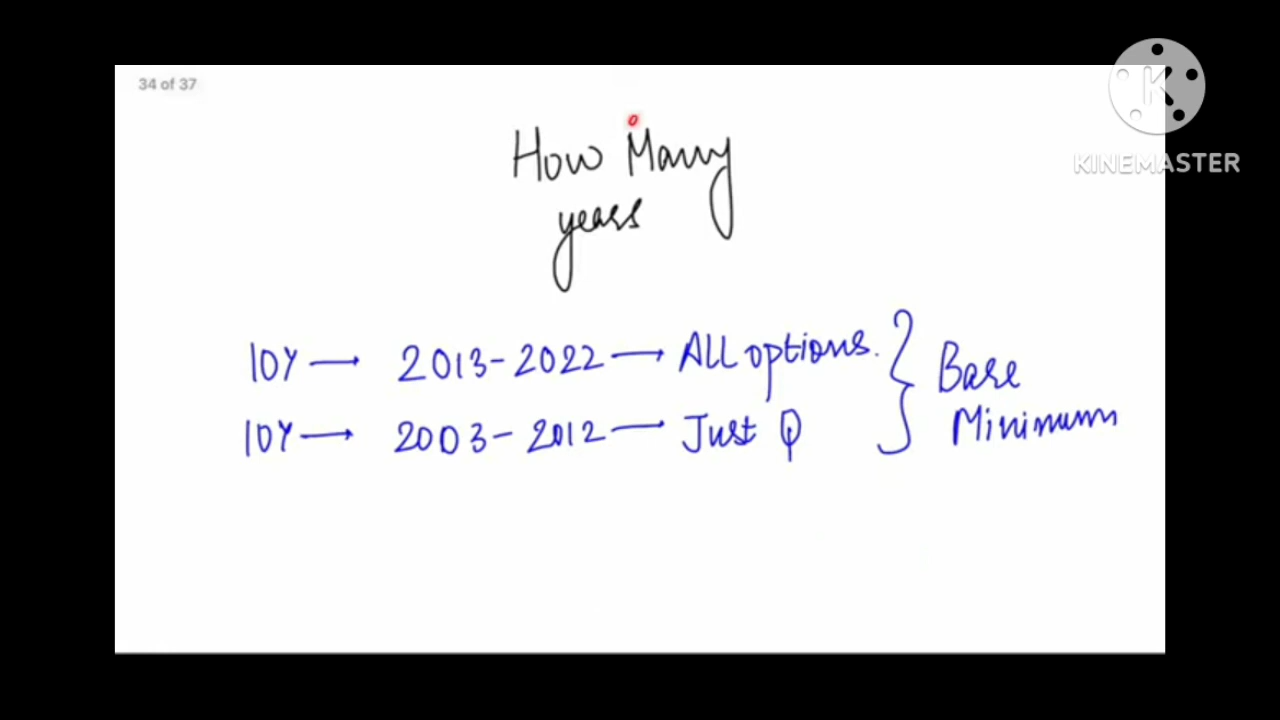 34 of 37
KINEMASTER
How Many
years
10Y → 2013-2022 → All options.
10Y → 2003-2012 → Just Q
Bare
Minimum